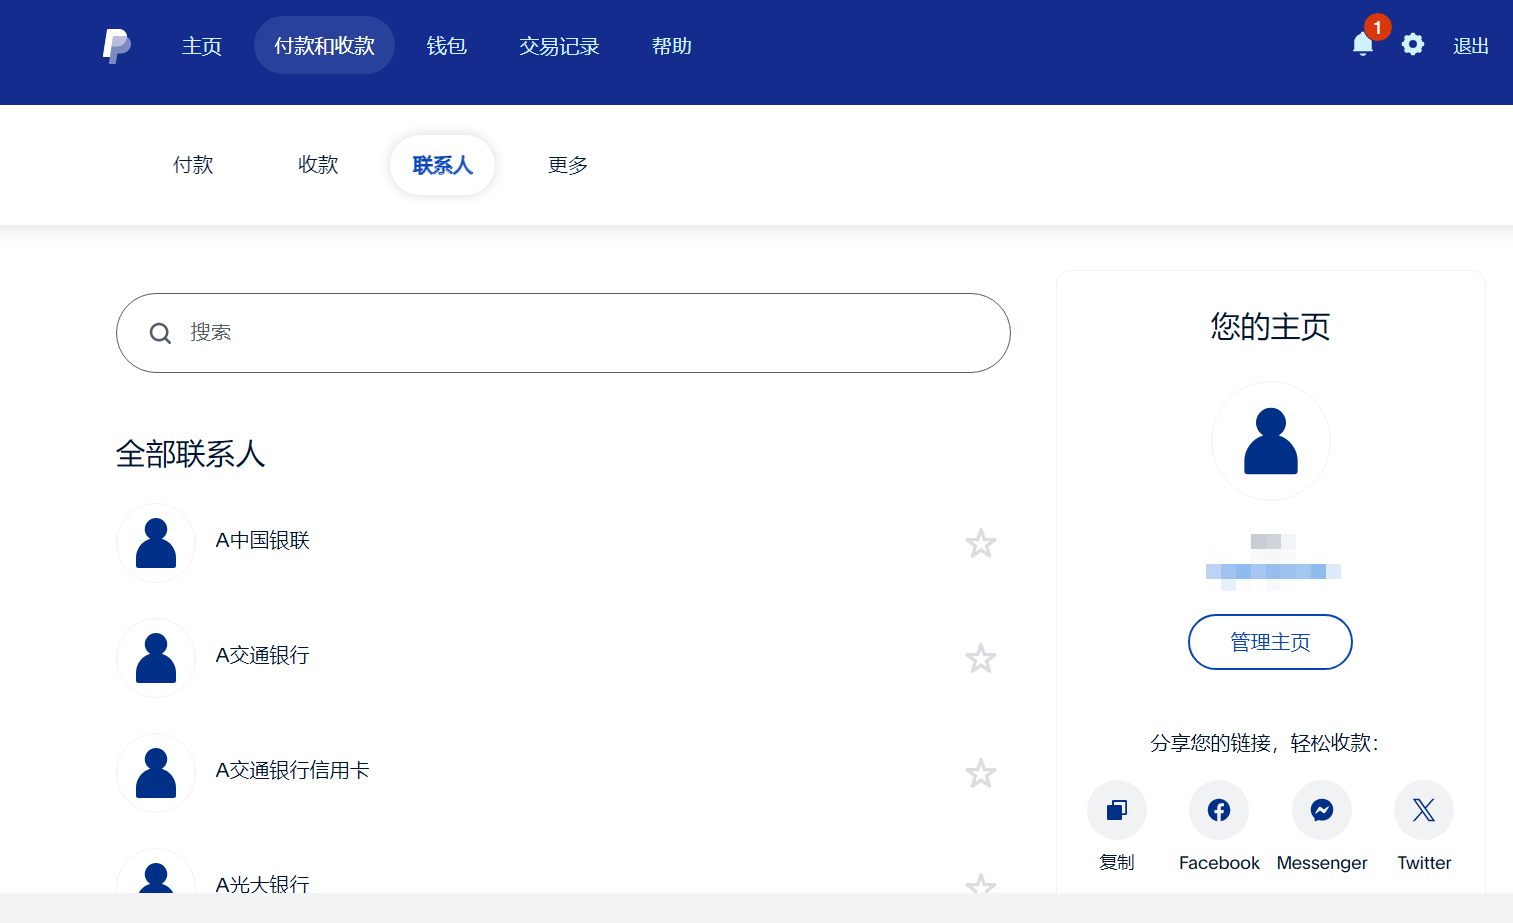 主页
付款和收款
钱包
交易记录
帮助
1
退出
付款
收款
联系人
更多
搜索
全部联系人
A中国银联
A交通银行
A交通银行信用卡
A光大银行
您的主页
管理主页
分享您的链接，轻松收款：
复制
Facebook
Messenger
Twitter